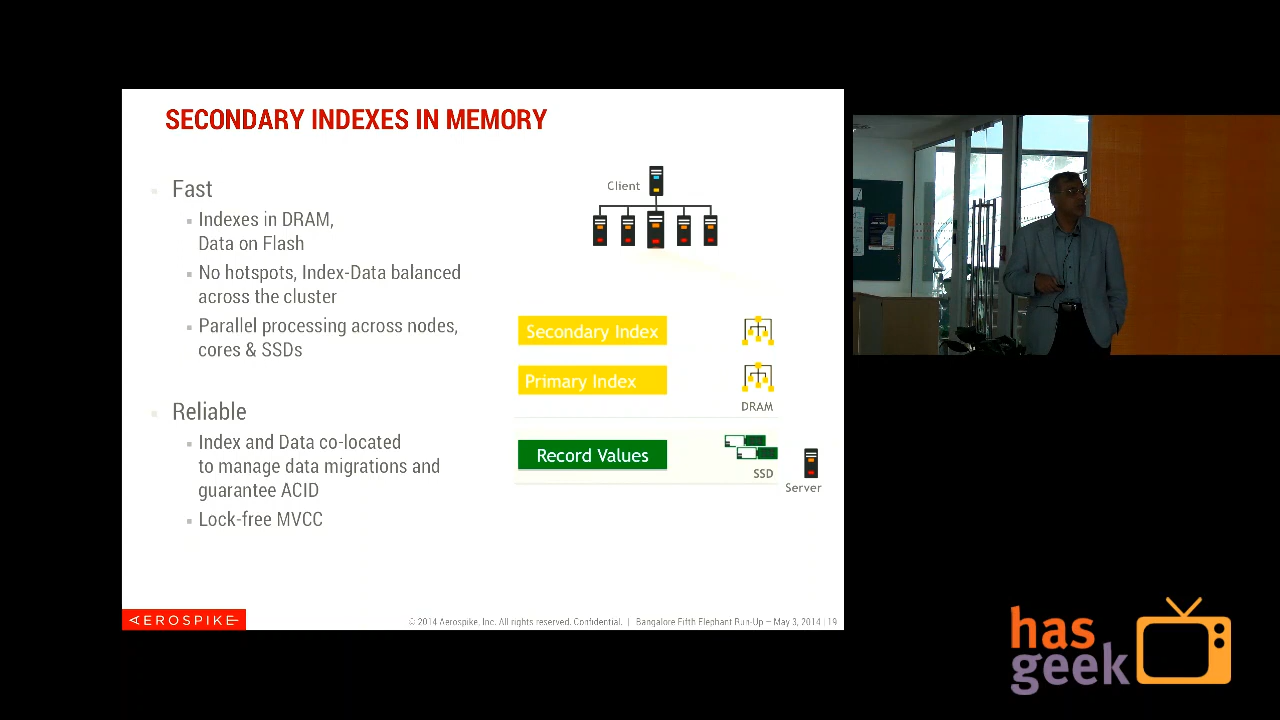 SECONDARY INDEXES IN MEMORY
Fast
Indexes in DRAM,
Data on Flash
No hotspots, Index-Data balanced
across the cluster
Parallel processing across nodes,
cores & SSDs
Reliable
Index and Data co-located
to manage data migrations and
guarantee ACID
Lock-free MVCC
Client
Secondary Index
Primary Index
DRAM
Record Values
SSD
Server
AEROSPIKE
© 2014 Aerospike, Inc. All rights reserved. Confidential. | Bangalore Fifth Elephant Run-Up – May 3, 2014 | 19
has
geek